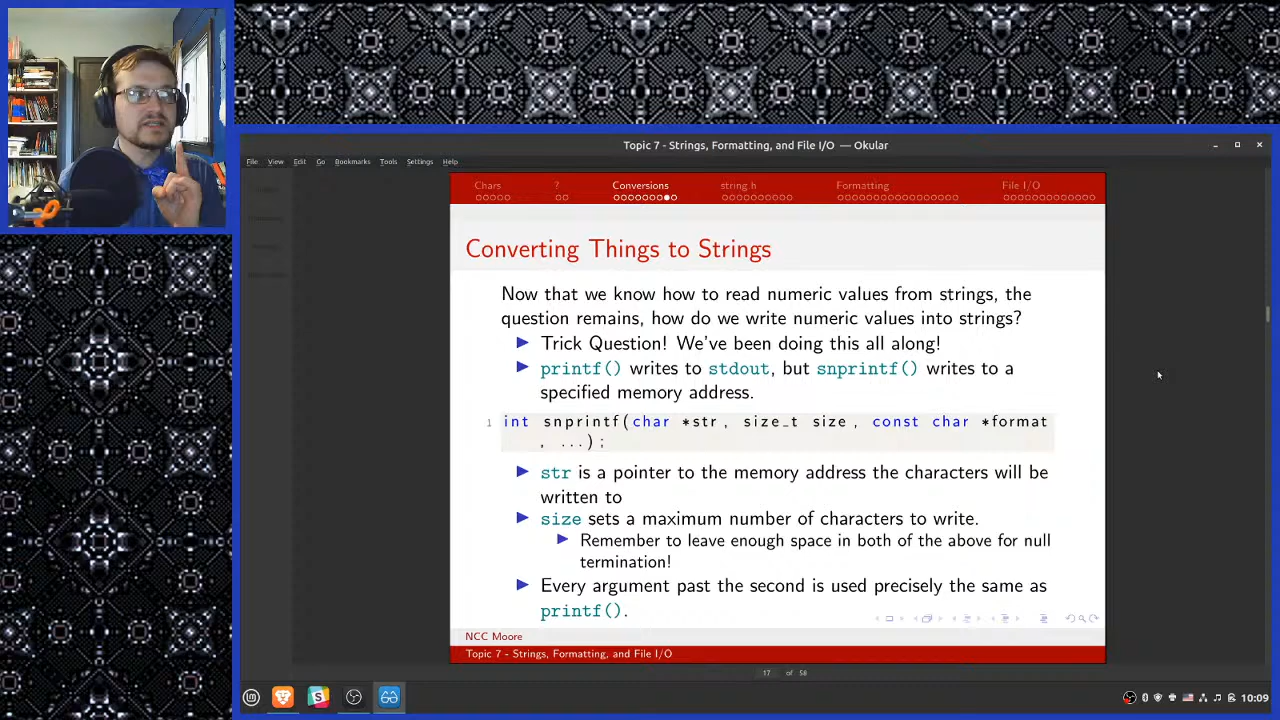 Topic 7 - Strings, Formatting, and File I/O — Okular
File View Edit Go Bookmarks Tools Settings Help
Chars ? Conversions string.h Formatting File I/O
Converting Things to Strings
Now that we know how to read numeric values from strings, the
question remains, how do we write numeric values into strings?
Trick Question! We've been doing this all along!
printf() writes to stdout, but snprintf() writes to a
specified memory address.
1 int snprintf(char *str, size_t size, const char *format
, ...);
str is a pointer to the memory address the characters will be
written to
size sets a maximum number of characters to write.
Remember to leave enough space in both of the above for null
termination!
Every argument past the second is used precisely the same as
printf().
NCC Moore
Topic 7 - Strings, Formatting, and File I/O
17 of 58
10:09